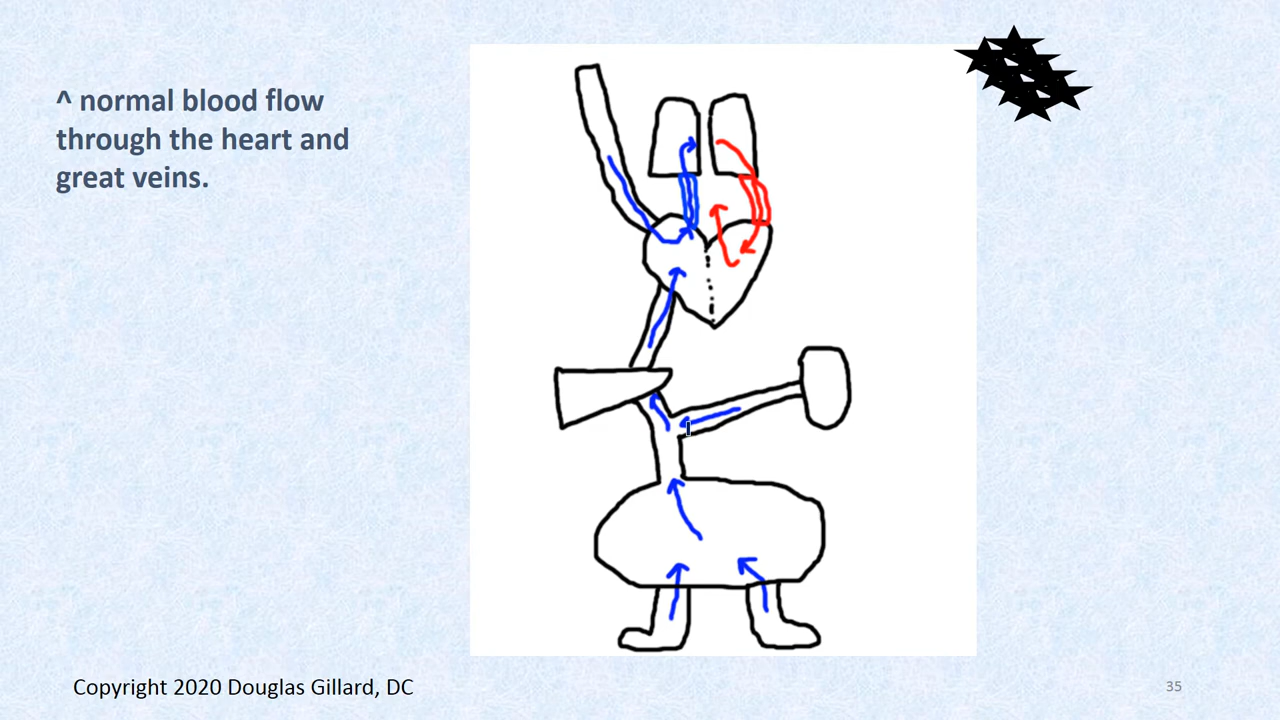 ^ normal blood flow
through the heart and
great veins.
Copyright 2020 Douglas Gillard, DC
35